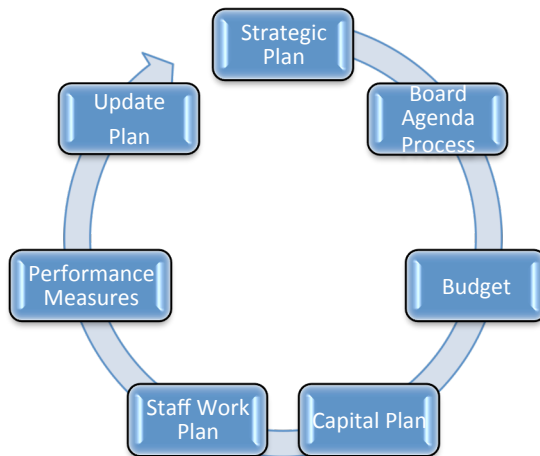 Strategic
Plan
Board
Agenda
Process
Budget
Capital Plan
Staff Work
Plan
Performance
Measures
Update
Plan